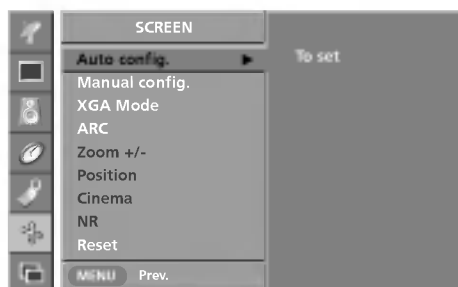 SCREEN
Auto config. ▶ To set
Manual config.
XGA Mode
ARC
Zoom +/-
Position
Cinema
NR
Reset
MENU Prev.